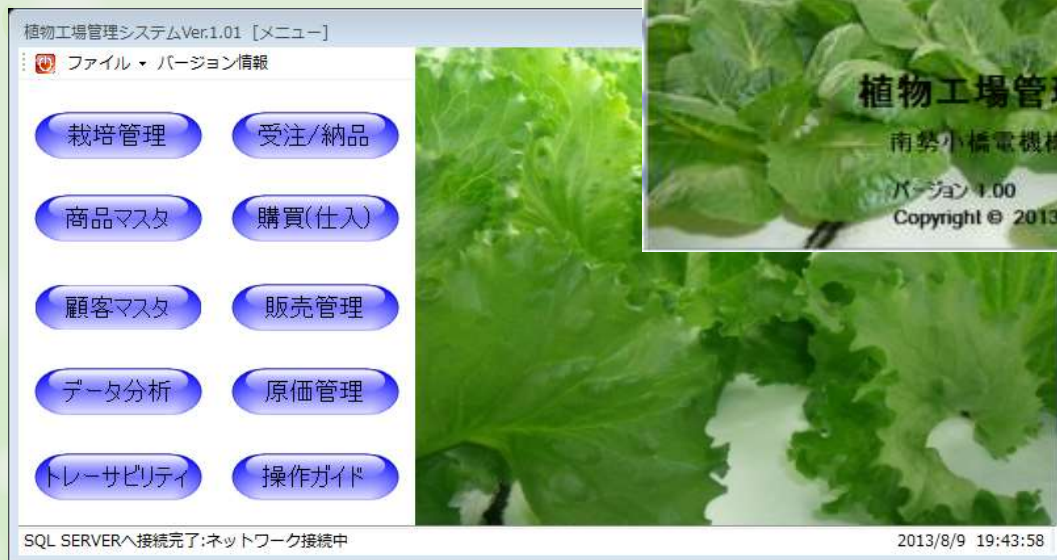 植物工場管理システムVer.1.01 [メニュー]
ファイル バージョン情報
栽培管理
受注/納品
商品マスタ
購買(仕入)
顧客マスタ
販売管理
データ分析
原価管理
トレーサビリティ
操作ガイド
SQL SERVERへ接続完了:ネットワーク接続中
2013/8/9 19:43:58
植物工場管
南勢小橋電機
バージョン 1.00
Copyright © 2013